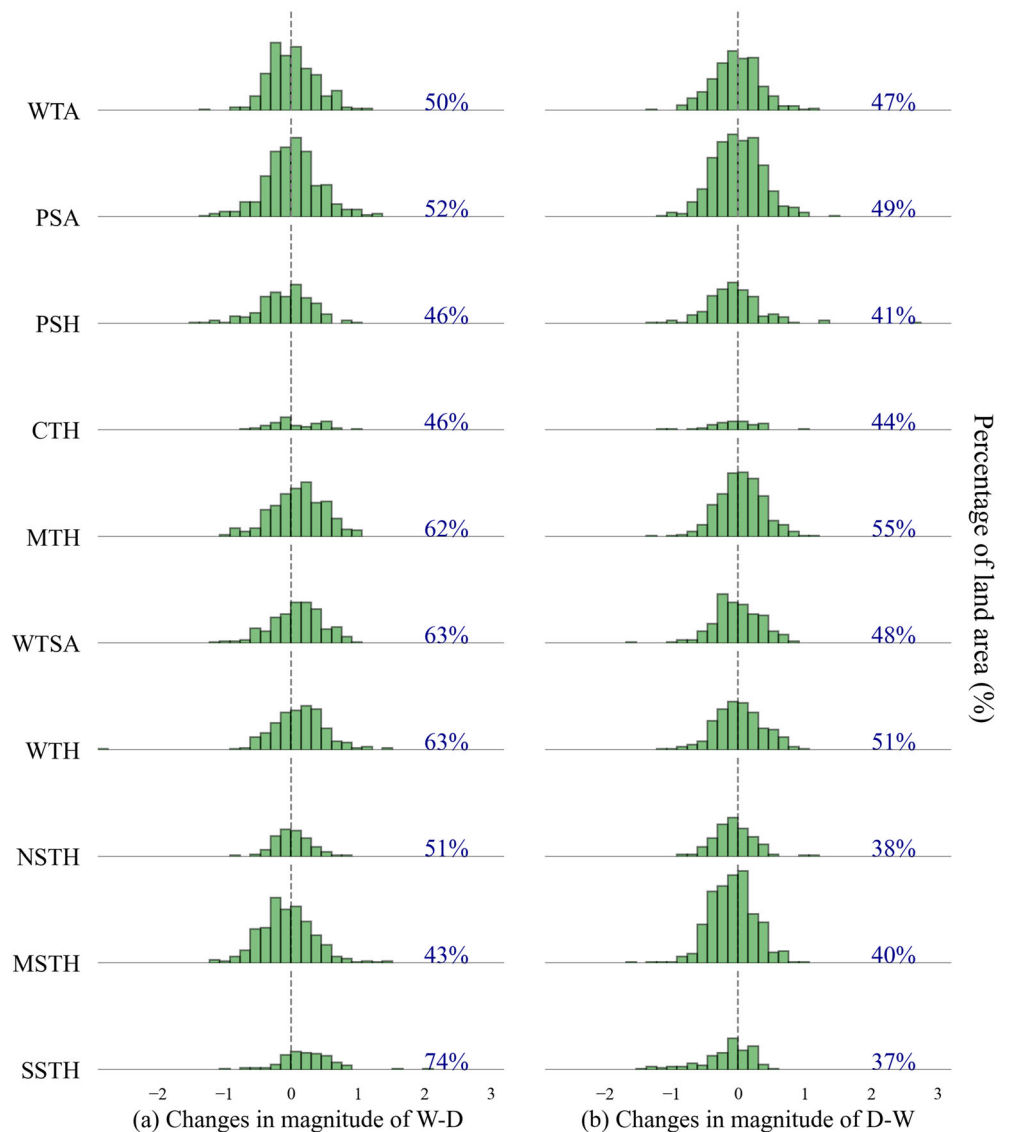 WTA 50% 47%
PSA 52% 49%
PSH 46% 41%
CTH 46% 44%
MTH 62% 55%
WTSA 63% 48%
WTH 63% 51%
NSTH 51% 38%
MSTH 43% 40%
SSTH 74% 37%
−2 −1 0 1 2 3 −2 −1 0 1 2 3
(a) Changes in magnitude of W-D (b) Changes in magnitude of D-W
Percentage of land area (%)